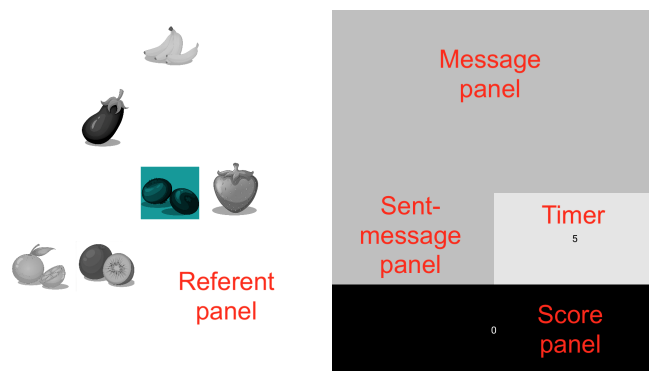 Message
panel
Sent-
message
panel
Timer
5
Referent
panel
0
Score
panel